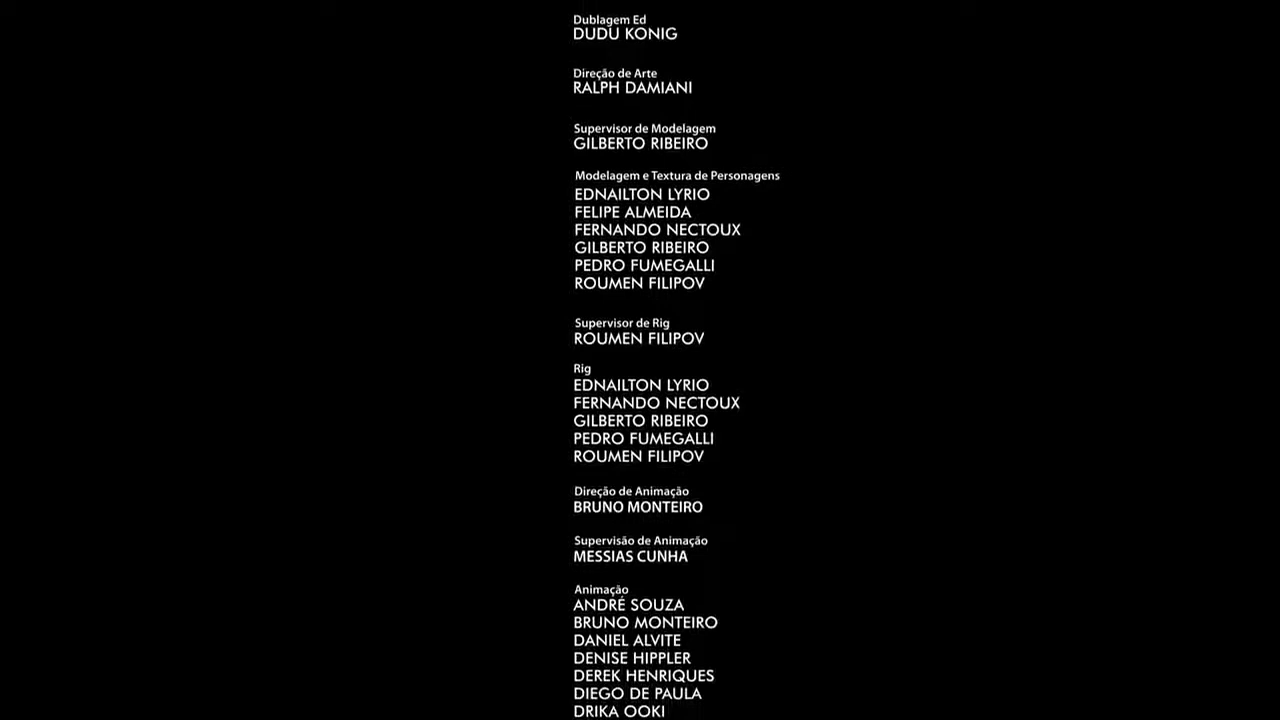 Dublagem Ed
DUDU KONIG
Direção de Arte
RALPH DAMIANI
Supervisor de Modelagem
GILBERTO RIBEIRO
Modelagem e Textura de Personagens
EDNAILTON LYRIO
FELIPE ALMEIDA
FERNANDO NECTOUX
GILBERTO RIBEIRO
PEDRO FUMEGALLI
ROUMEN FILIPOV
Supervisor de Rig
ROUMEN FILIPOV
Rig
EDNAILTON LYRIO
FERNANDO NECTOUX
GILBERTO RIBEIRO
PEDRO FUMEGALLI
ROUMEN FILIPOV
Direção de Animação
BRUNO MONTEIRO
Supervisão de Animação
MESSIAS CUNHA
Animação
ANDRÉ SOUZA
BRUNO MONTEIRO
DANIEL ALVITE
DENISE HIPPLER
DEREK HENRIQUES
DIEGO DE PAULA
DRIKA OOKI